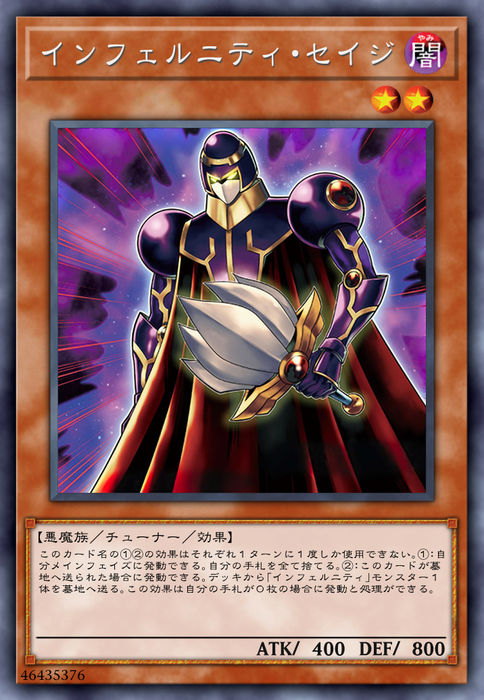 インフェルニティ・セイジ
やみ
闇
【悪魔族／チューナー／効果】
このカード名の①②の効果はそれぞれ１ターンに１度しか使用できない。①：自
分メインフェイズに発動できる。自分の手札を全て捨てる。②：このカードが墓
地へ送られた場合に発動できる。デッキから「インフェルニティ」モンスター１
体を墓地へ送る。この効果は自分の手札が０枚の場合に発動と処理ができる。
ATK/ 400 DEF/ 800
46435376